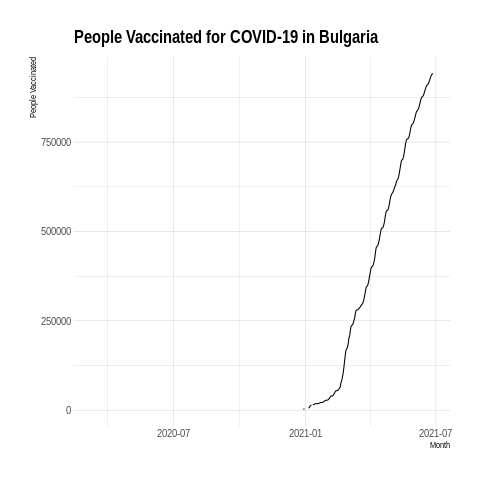 People Vaccinated for COVID-19 in Bulgaria
People Vaccinated
750000
500000
250000
0
2020-07
2021-01
2021-07
Month